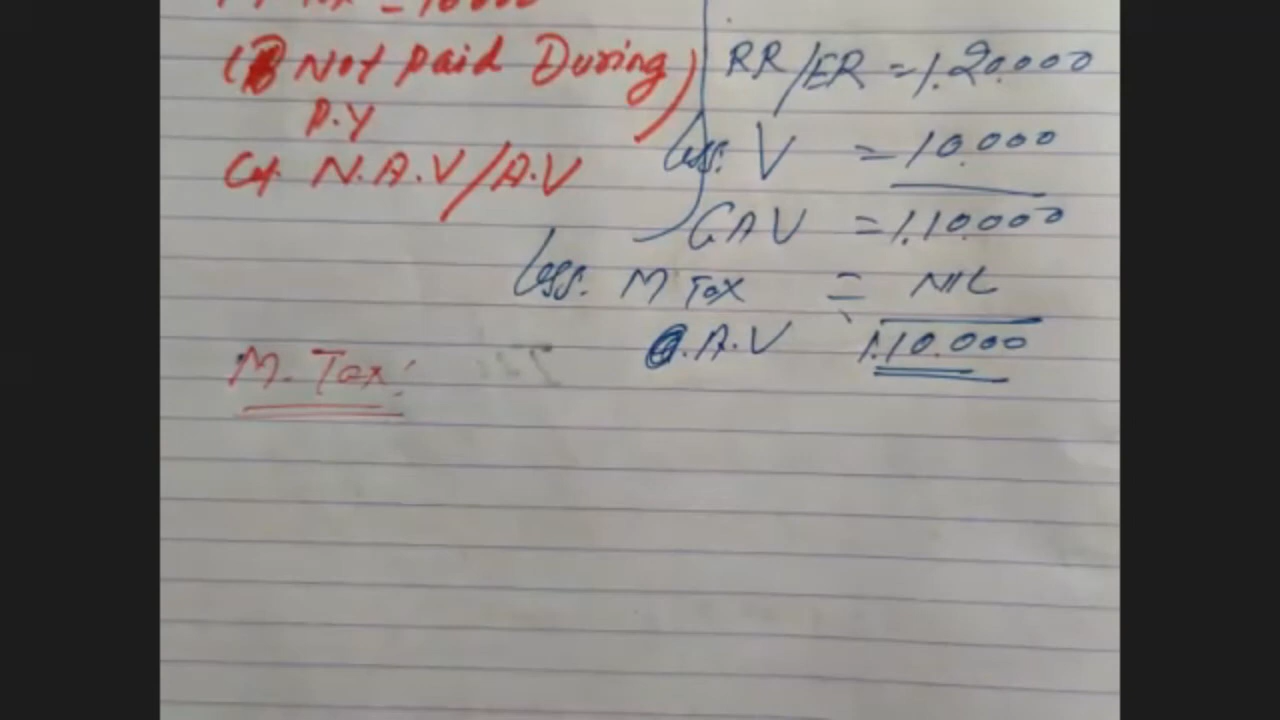 (Not Paid During)
P.Y
N.A.V/A.V
RR/ER = 1.20.000
Less. V = 10.000
GAV = 1.10.000
Less. M Tax = NIL
.A.V 1.10.000
M. Tax: